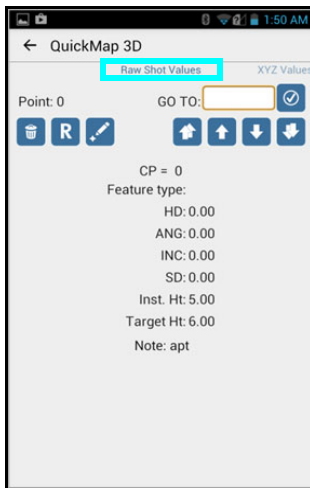 1:50 AM
QuickMap 3D
Raw Shot Values XYZ Values
Point: 0 GO TO:
R
CP = 0
Feature type:
HD: 0.00
ANG: 0.00
INC: 0.00
SD: 0.00
Inst. Ht: 5.00
Target Ht: 6.00
Note: apt